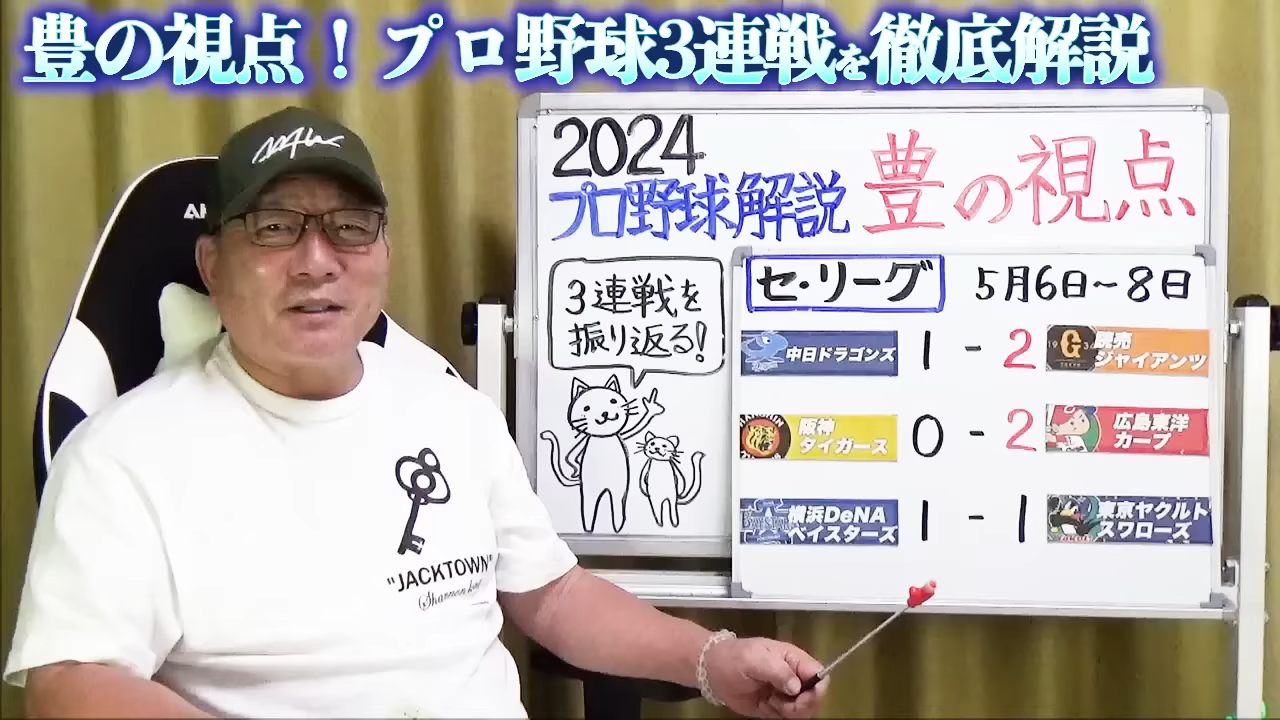 豊の視点！プロ野球3連戦を徹底解説
2024
プロ野球解説 豊の視点
3連戦を
振り返る!
セ・リーグ 5月6日～8日
中日ドラゴンズ 1 - 2 読売
ジャイアンツ
阪神
タイガース 0 - 2 広島東洋
カープ
横浜DeNA
ベイスターズ 1 - 1 東京ヤクルト
スワローズ
"JACKTOWN"